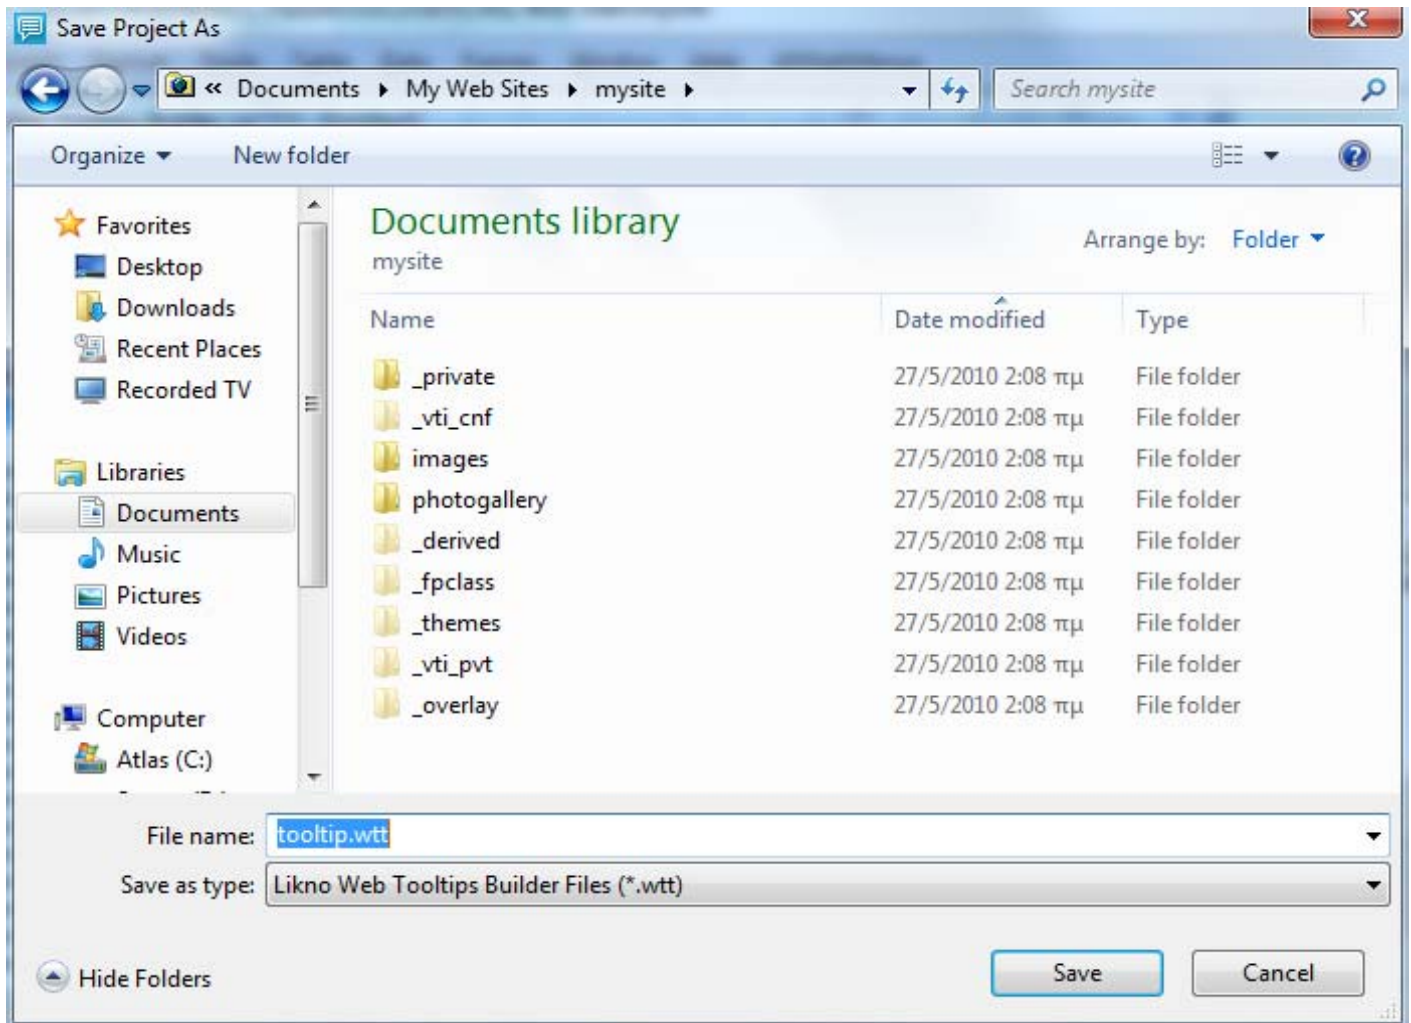 Save Project As
« Documents My Web Sites mysite
Search mysite
Organize New folder
Favorites
Desktop
Downloads
Recent Places
Recorded TV
Libraries
Documents
Music
Pictures
Videos
Computer
Atlas (C:)
Documents library
mysite
Arrange by: Folder
Name Date modified Type
_private 27/5/2010 2:08 πμ File folder
_vti_cnf 27/5/2010 2:08 πμ File folder
images 27/5/2010 2:08 πμ File folder
photogallery 27/5/2010 2:08 πμ File folder
_derived 27/5/2010 2:08 πμ File folder
_fpclass 27/5/2010 2:08 πμ File folder
_themes 27/5/2010 2:08 πμ File folder
_vti_pvt 27/5/2010 2:08 πμ File folder
_overlay 27/5/2010 2:08 πμ File folder
File name: tooltip.wtt
Save as type: Likno Web Tooltips Builder Files (*.wtt)
Hide Folders
Save
Cancel